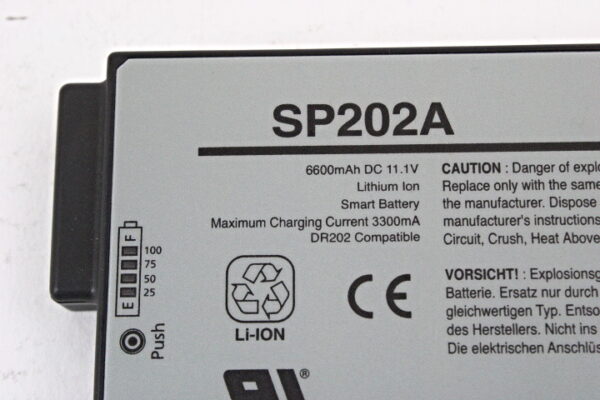 SP202A
6600mAh DC 11.1V
Lithium Ion
Smart Battery
Maximum Charging Current 3300mA
DR202 Compatible
CAUTION : Danger of explo
Replace only with the same
the manufacturer. Dispose
manufacturer's instructions
Circuit, Crush, Heat Above
VORSICHT! : Explosionsg
Batterie. Ersatz nur durch
gleichwertigen Typ. Entso
des Herstellers. Nicht ins
Die elektrischen Anschlüs
F
100
75
50
25
E
Push
Li-ION
CE
®